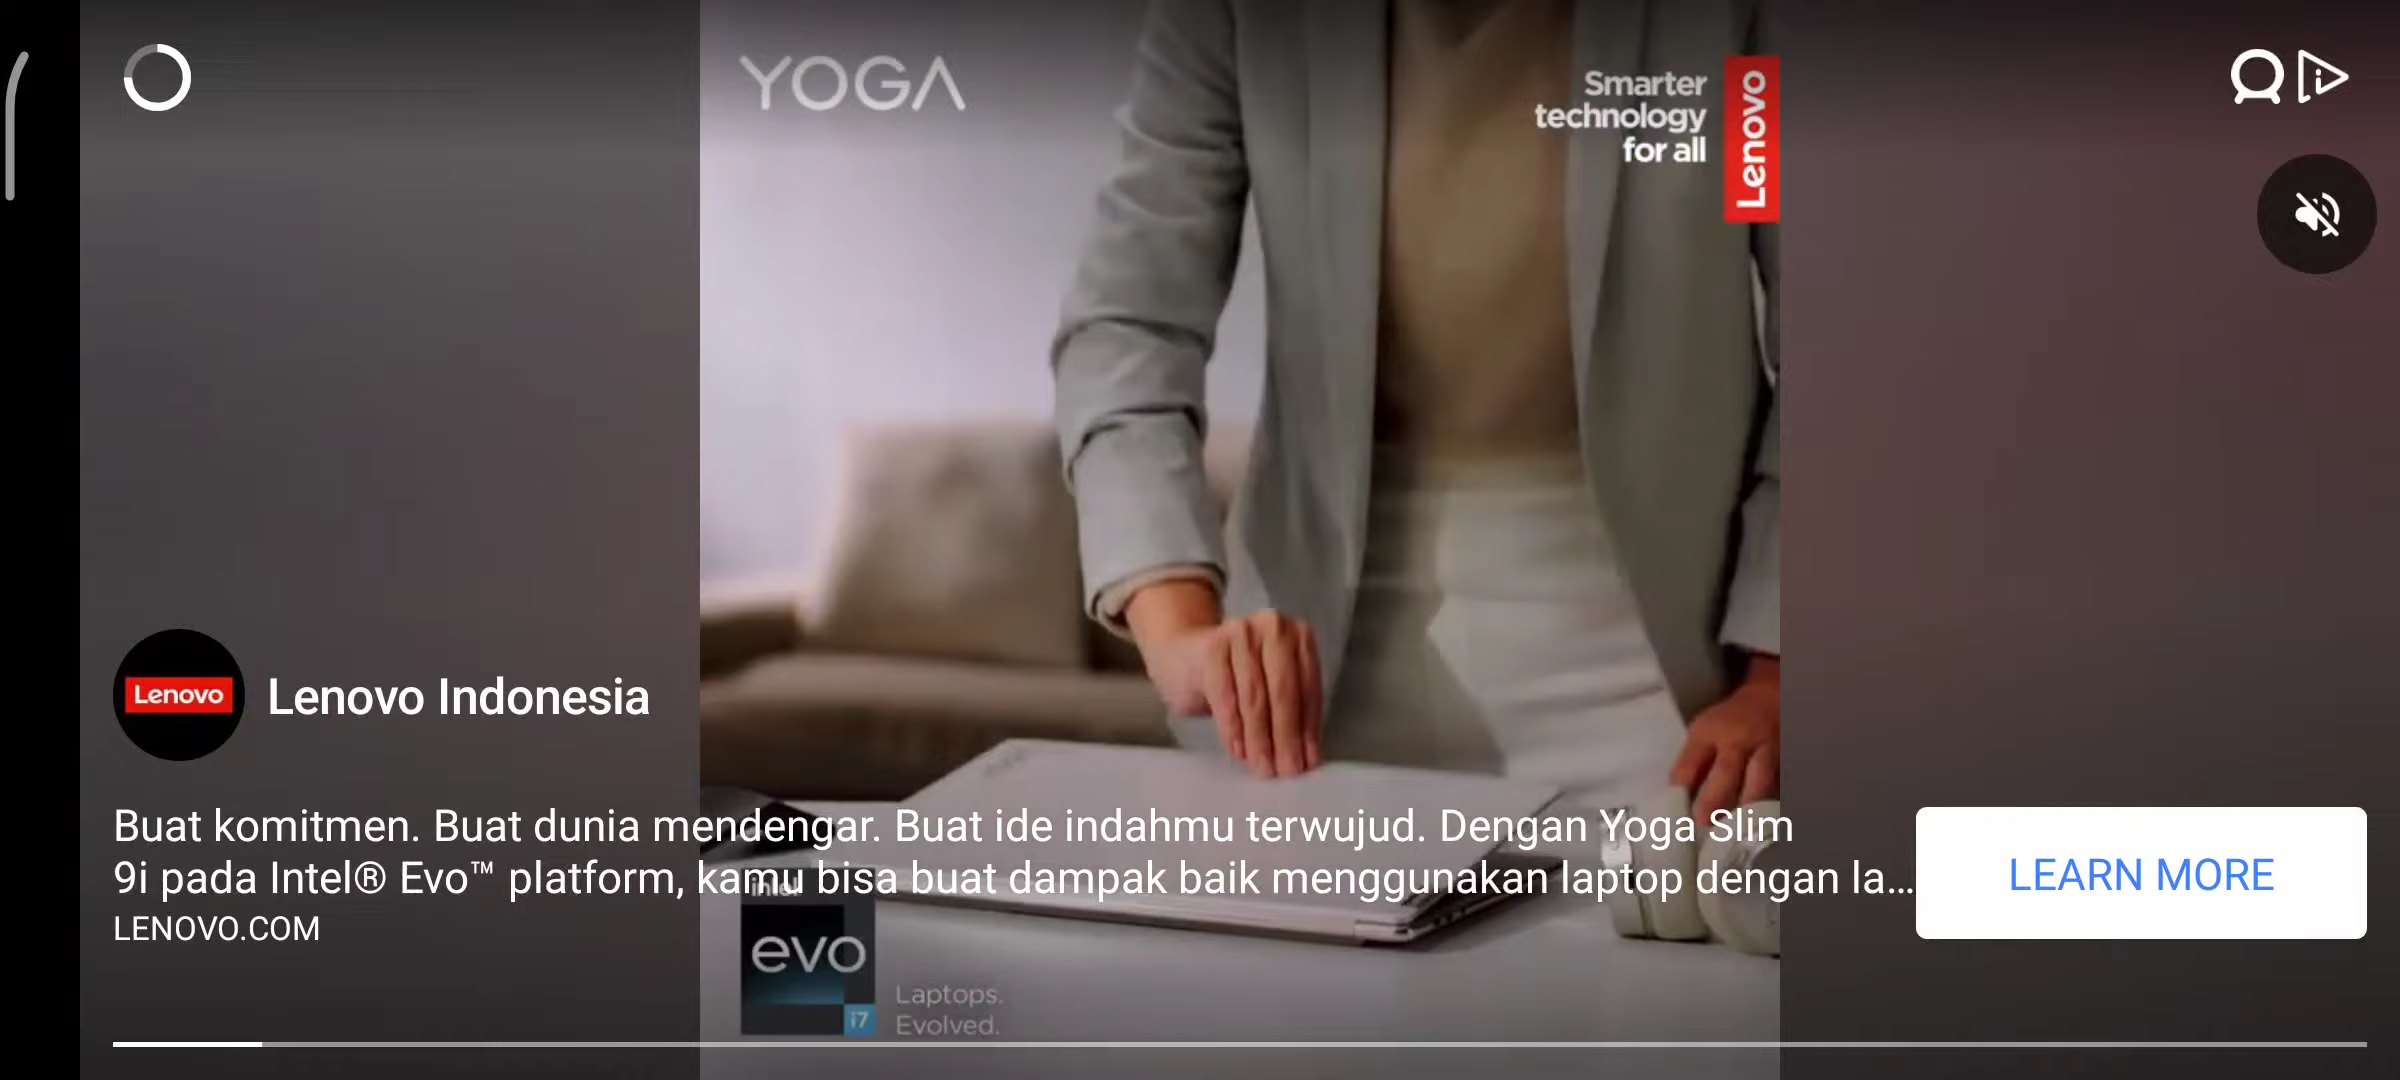 YOGA
Smarter
technology
for all
Lenovo
Lenovo
Lenovo Indonesia
Buat komitmen. Buat dunia mendengar. Buat ide indahmu terwujud. Dengan Yoga Slim
9i pada Intel® Evo™ platform, kamu bisa buat dampak baik menggunakan laptop dengan la...
LENOVO.COM
LEARN MORE
intel
evo
i7
Laptops.
Evolved.